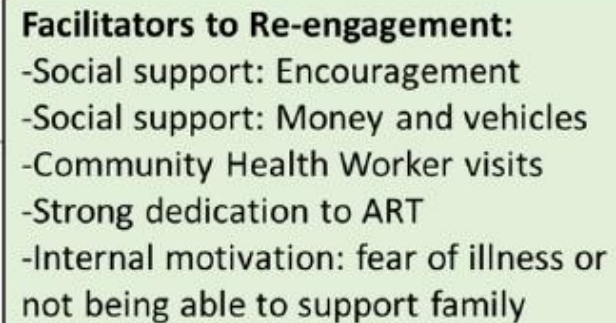 Facilitators to Re-engagement:
-Social support: Encouragement
-Social support: Money and vehicles
-Community Health Worker visits
-Strong dedication to ART
-Internal motivation: fear of illness or
not being able to support family